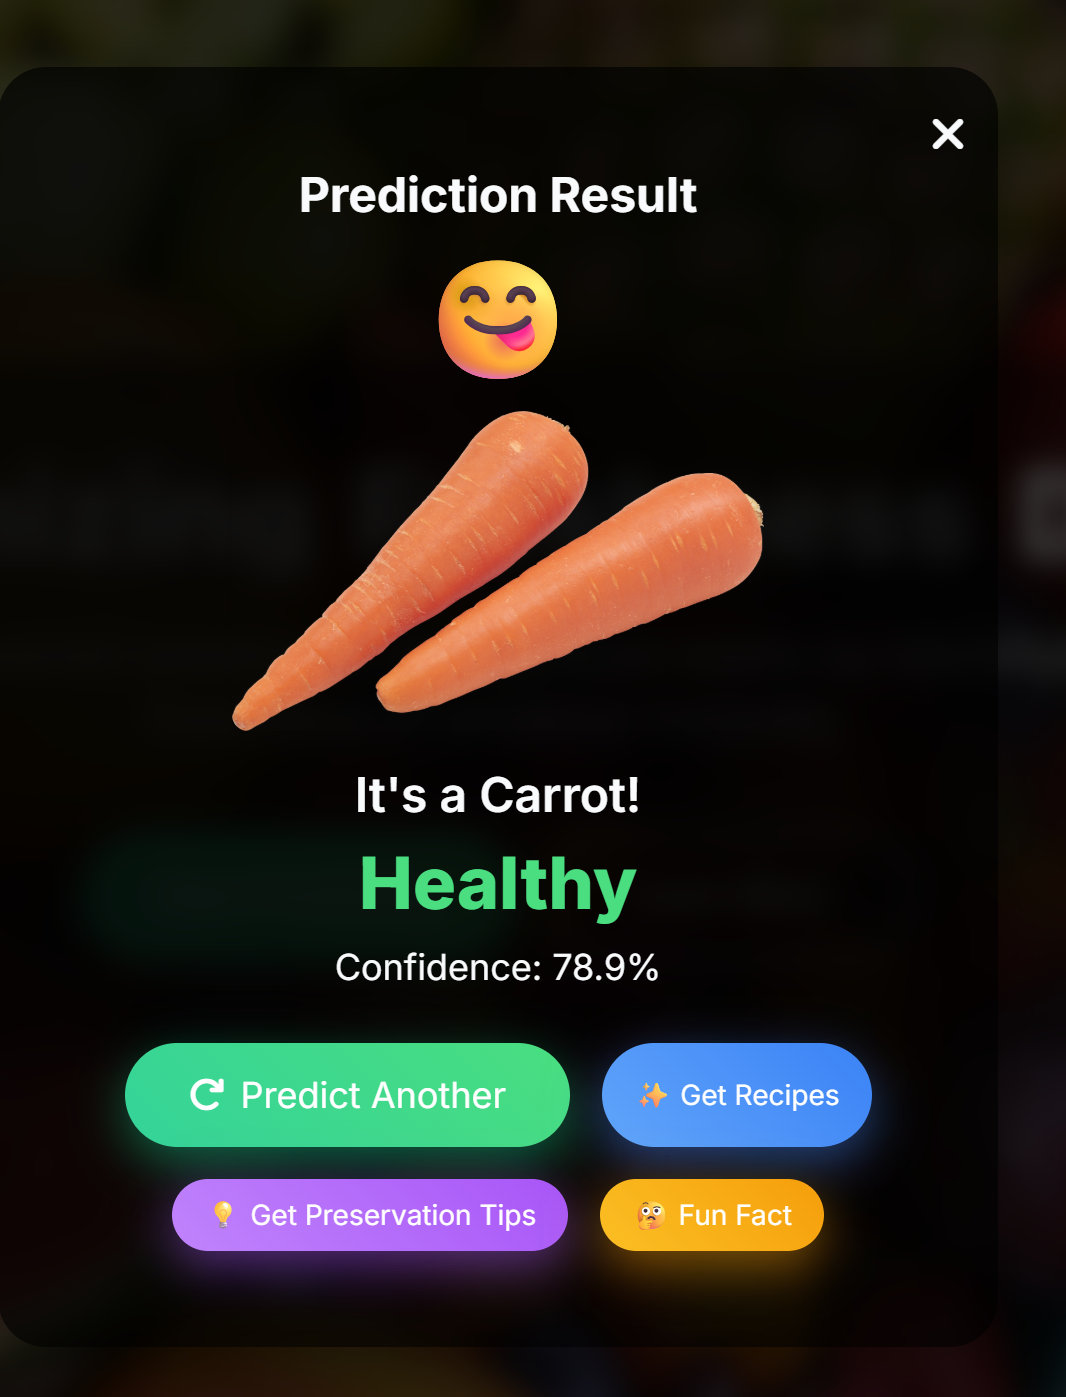 Prediction Result
It's a Carrot!
Healthy
Confidence: 78.9%
Predict Another
Get Recipes
Get Preservation Tips
Fun Fact